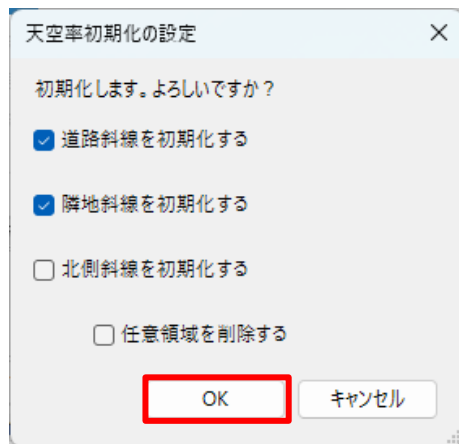 天空率初期化の設定
初期化します。よろしいですか？
道路斜線を初期化する
隣地斜線を初期化する
北側斜線を初期化する
任意領域を削除する
OK
キャンセル